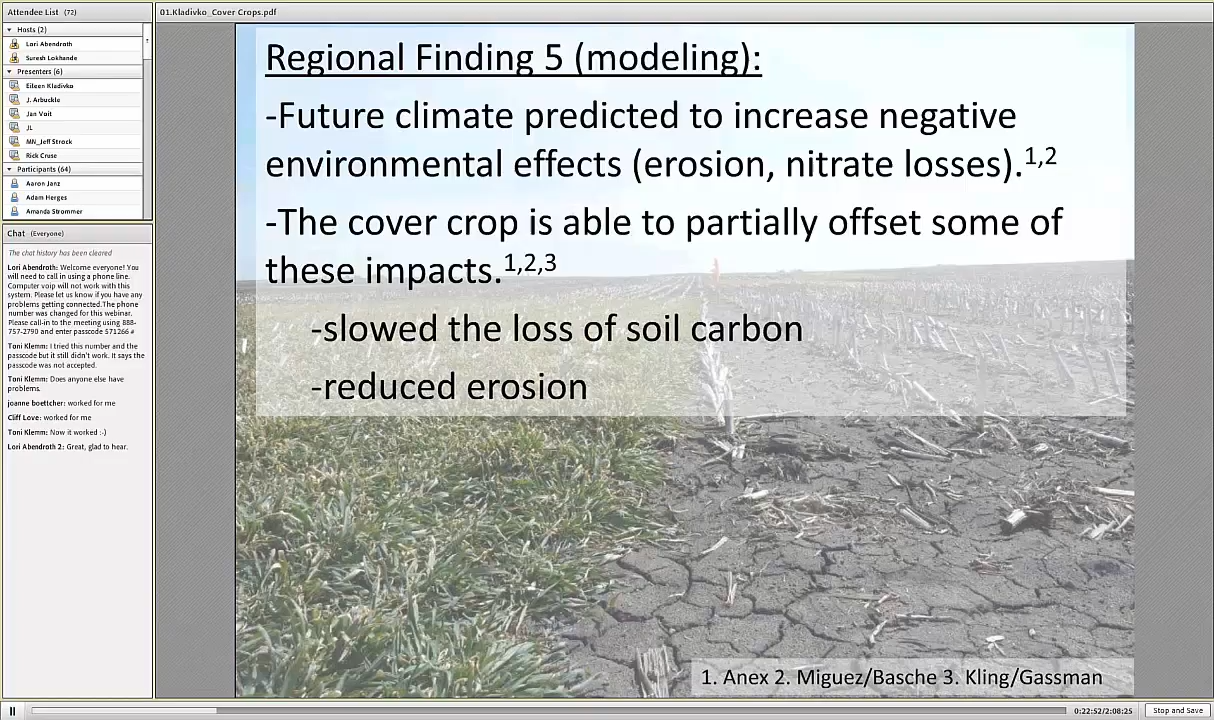 Attendee List (72)
Hosts (2)
Lori Abendroth
Suresh Lokhande
Presenters (6)
Eileen Kladivko
J. Arbuckle
Jan Voit
JL
MN_Jeff Strock
Rick Cruse
Participants (64)
Aaron Janz
Adam Herges
Amanda Strommer
Chat (Everyone)
The chat history has been cleared
Lori Abendroth: Welcome everyone! You
will need to call in using a phone line.
Computer voip will not work with this
system. Please let us know if you have any
problems getting connected.The phone
number was changed for this webinar.
Please call-in to the meeting using 888-
757-2790 and enter passcode 571266 #
Toni Klemm: I tried this number and the
passcode but it still didn't work. It says the
passcode was not accepted.
Toni Klemm: Does anyone else have
problems.
joanne boettcher: worked for me
Cliff Love: worked for me
Toni Klemm: Now it worked :-)
Lori Abendroth 2: Great, glad to hear.
01.Kladivko_Cover Crops.pdf
Regional Finding 5 (modeling):
-Future climate predicted to increase negative
environmental effects (erosion, nitrate losses).1,2
-The cover crop is able to partially offset some of
these impacts.1,2,3
-slowed the loss of soil carbon
-reduced erosion
1. Anex 2. Miguez/Basche 3. Kling/Gassman
0:22:52/2:08:25
Stop and Save